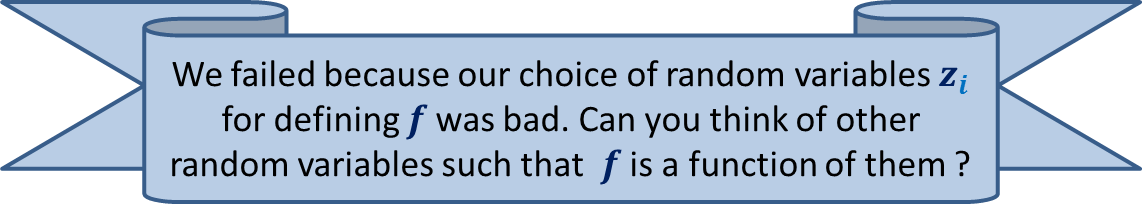 We failed because our choice of random variables 𝒛ᵢ
for defining 𝒇 was bad. Can you think of other
random variables such that 𝒇 is a function of them ?